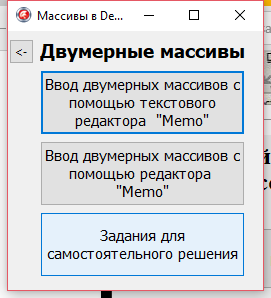 Массивы в De...
<- Двумерные массивы
Ввод двумерных массивов с
помощью текстового
редактора "Memo"
Ввод двумерных массивов с
помощью редактора
"Memo"
Задания для
самостоятельного решения